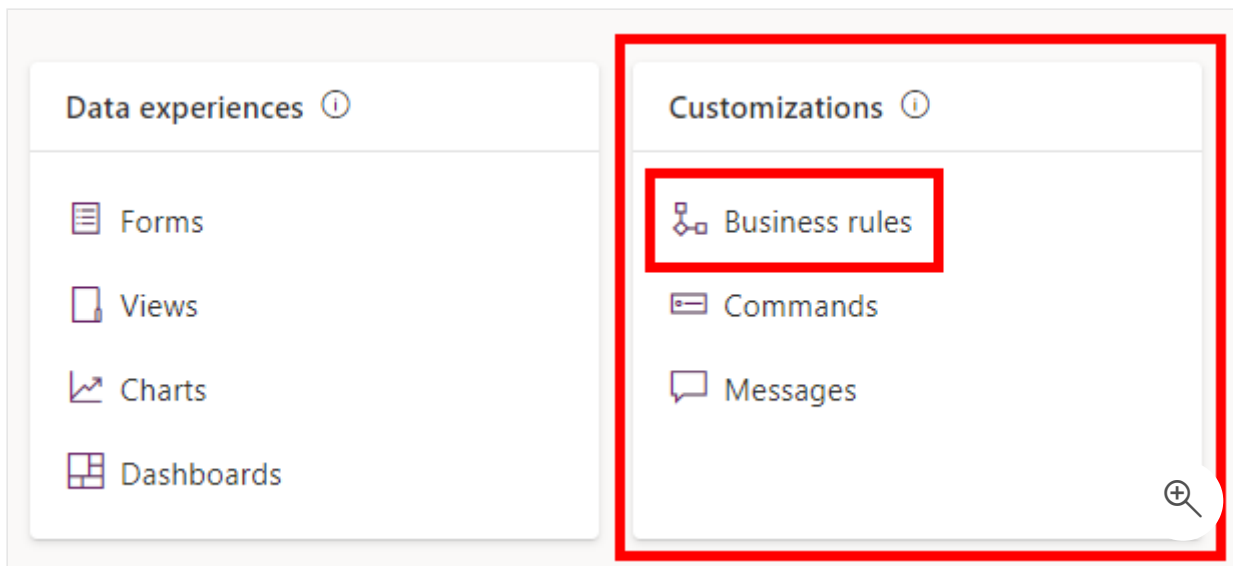 Data experiences
Forms
Views
Charts
Dashboards
Customizations
Business rules
Commands
Messages